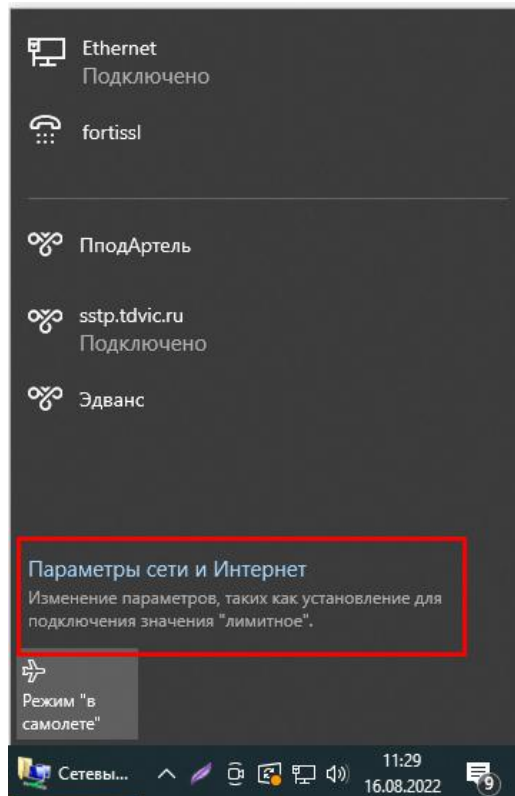 Ethernet
Подключено
fortissl
ПподАртель
sstp.tdvic.ru
Подключено
Эдванс
Параметры сети и Интернет
Изменение параметров, таких как установление для
подключения значения "лимитное".
Режим "в
самолете"
Сетевы...
11:29
16.08.2022
9